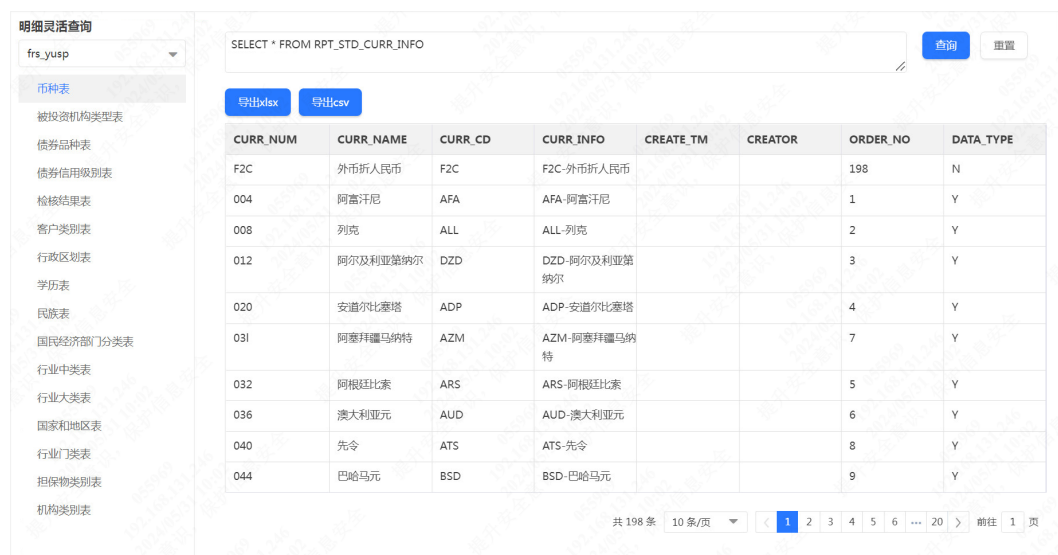 明细灵活查询
frs_yusp
币种表
被投资机构类型表
债券品种表
债券信用级别表
检核结果表
客户类别表
行政区划表
学历表
民族表
国民经济部门分类表
行业中类表
行业大类表
国家和地区表
行业门类表
担保物类别表
机构类别表
SELECT * FROM RPT_STD_CURR_INFO
查询 重置
导出xlsx 导出csv
CURR_NUM CURR_NAME CURR_CD CURR_INFO CREATE_TM CREATOR ORDER_NO DATA_TYPE
F2C 外币折人民币 F2C F2C-外币折人民币 198 N
004 阿富汗尼 AFA AFA-阿富汗尼 1 Y
008 列克 ALL ALL-列克 2 Y
012 阿尔及利亚第纳尔 DZD DZD-阿尔及利亚第 3 Y
纳尔
020 安道尔比塞塔 ADP ADP-安道尔比塞塔 4 Y
03l 阿塞拜疆马纳特 AZM AZM-阿塞拜疆马纳 7 Y
特
032 阿根廷比索 ARS ARS-阿根廷比索 5 Y
036 澳大利亚元 AUD AUD-澳大利亚元 6 Y
040 先令 ATS ATS-先令 8 Y
044 巴哈马元 BSD BSD-巴哈马元 9 Y
共 198 条 10 条/页 < 1 2 3 4 5 6 ••• 20 > 前往 1 页